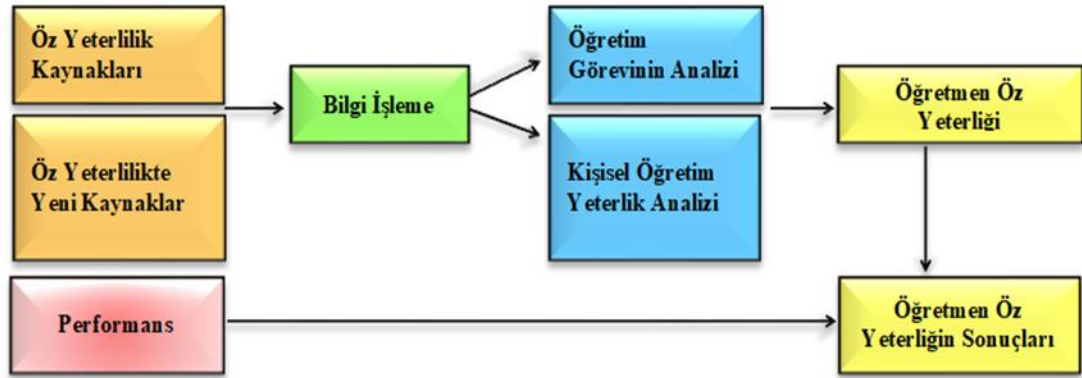 Öz Yeterlilik
Kaynakları
Öz Yeterlilikte
Yeni Kaynaklar
Performans
Bilgi İşleme
Öğretim
Görevinin Analizi
Kişisel Öğretim
Yeterlik Analizi
Öğretmen Öz
Yeterliği
Öğretmen Öz
Yeterliğin Sonuçları